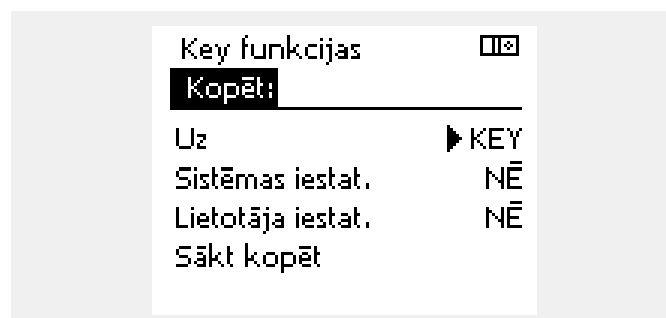 Key funkcijas
Kopēt:
Uz ▶ KEY
Sistēmas iestat. NĒ
Lietotāja iestat. NĒ
Sākt kopēt